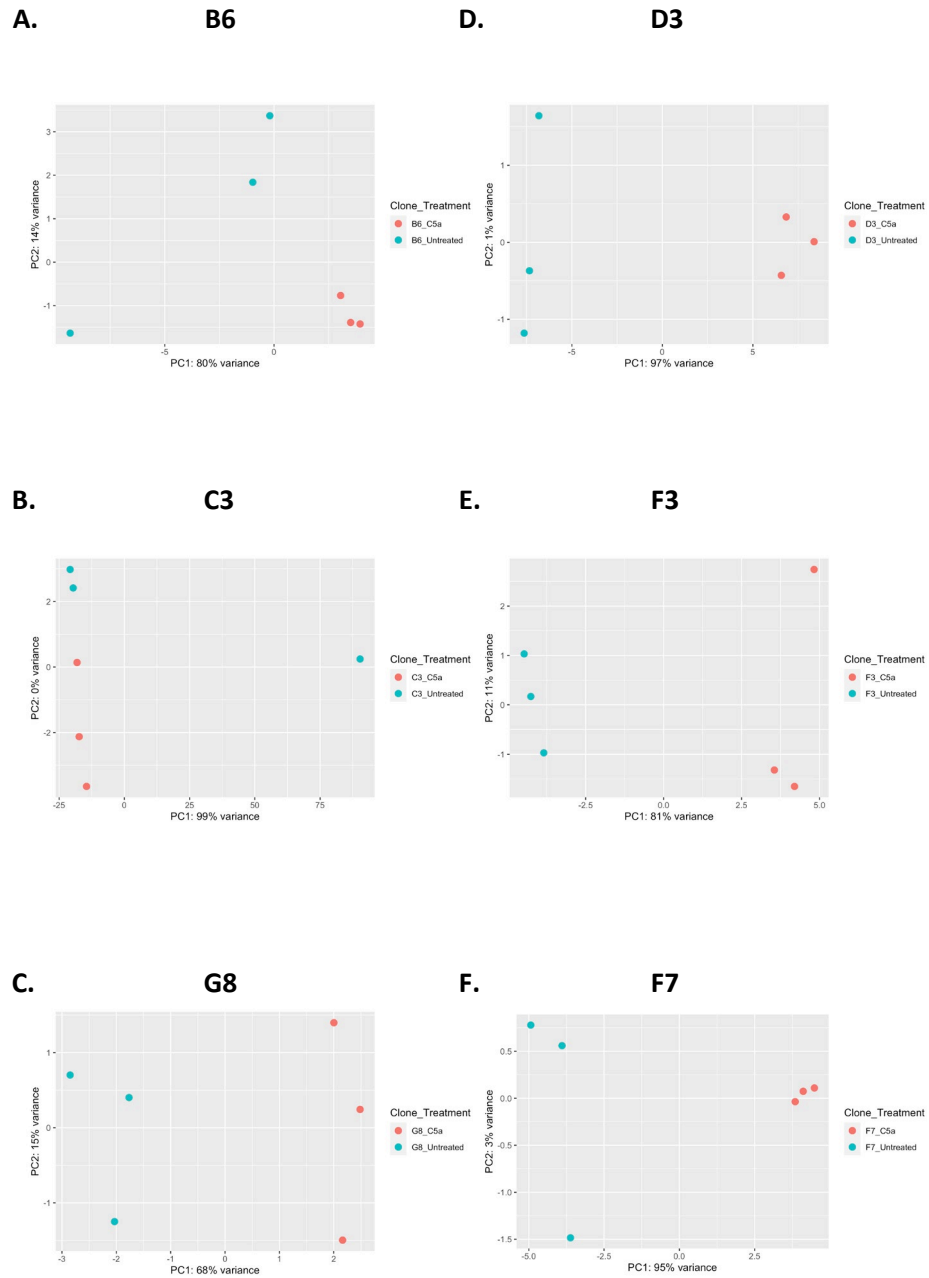 A. B6
3
2
1
0
-1
-5
0
PC2: 14% variance
PC1: 80% variance
Clone_Treatment
B6_C5a
B6_Untreated
D. D3
1
0
-1
-5
0
5
PC2: 1% variance
PC1: 97% variance
Clone_Treatment
D3_C5a
D3_Untreated
B. C3
2
0
-2
-25
0
25
50
75
PC2: 0% variance
PC1: 99% variance
Clone_Treatment
C3_C5a
C3_Untreated
E. F3
2
1
0
-1
-2.5
0.0
2.5
5.0
PC2: 11% variance
PC1: 81% variance
Clone_Treatment
F3_C5a
F3_Untreated
C. G8
1
0
-1
-3
-2
-1
0
1
2
PC2: 15% variance
PC1: 68% variance
Clone_Treatment
G8_C5a
G8_Untreated
F. F7
0.5
0.0
-0.5
-1.0
-1.5
-5.0
-2.5
0.0
2.5
PC2: 3% variance
PC1: 95% variance
Clone_Treatment
F7_C5a
F7_Untreated